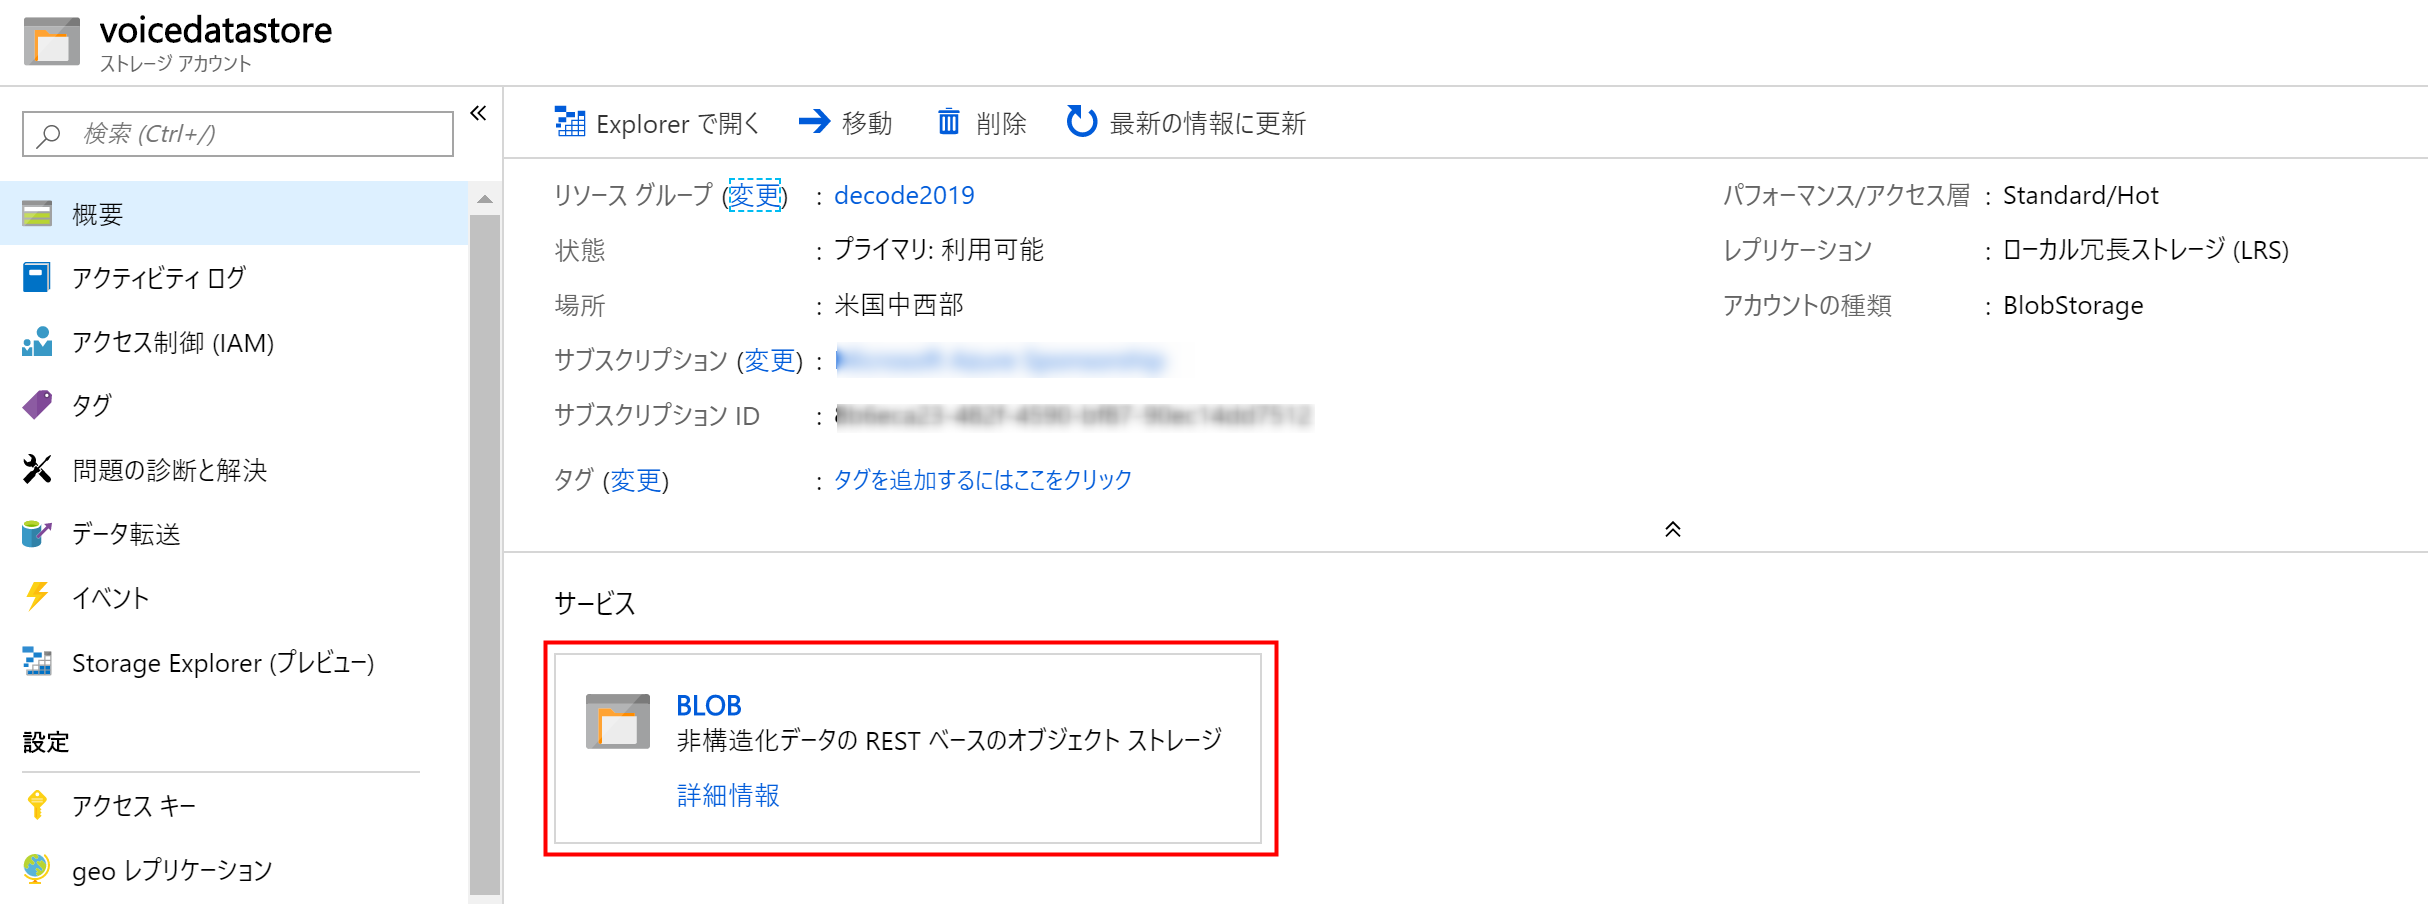 voicedatastore
ストレージ アカウント
検索 (Ctrl+/)
«
概要
アクティビティ ログ
アクセス制御 (IAM)
タグ
問題の診断と解決
データ転送
イベント
Storage Explorer (プレビュー)
設定
アクセス キー
geo レプリケーション
Explorer で開く 移動 削除 最新の情報に更新
リソース グループ (変更) : decode2019
状態 : プライマリ: 利用可能
場所 : 米国中西部
サブスクリプション (変更) :
サブスクリプション ID :
タグ (変更) : タグを追加するにはここをクリック
パフォーマンス/アクセス層 : Standard/Hot
レプリケーション : ローカル冗長ストレージ (LRS)
アカウントの種類 : BlobStorage
サービス
BLOB
非構造化データの REST ベースのオブジェクト ストレージ
詳細情報